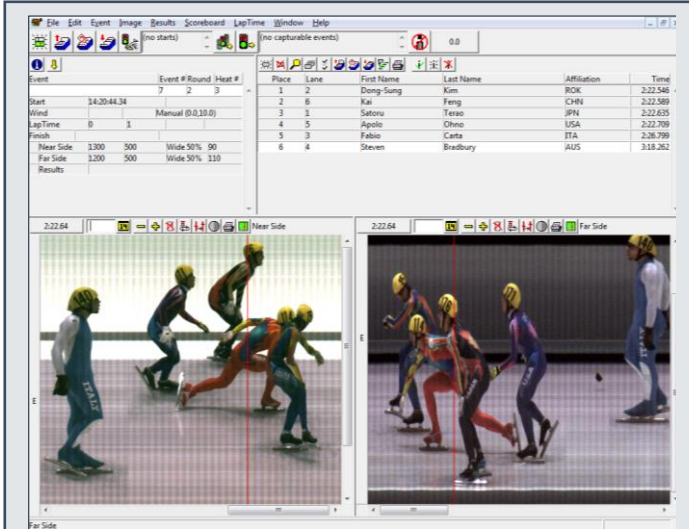 File Edit Event Image Results Scoreboard LapTime Window Help
(no starts) (no capturable events) 0.0
Event Event # Round Heat #
7 2 3
Start 14:20:44.34
Wind Manual (0.0,10.0)
LapTime 0 1
Finish
Near Side 1300 500 Wide 50% 90
Far Side 1200 500 Wide 50% 110
Results
Place Lane First Name Last Name Affiliation Time
1 2 Dong-Sung Kim ROK 2:22.546
2 6 Kai Feng CHN 2:22.589
3 1 Satoru Terao JPN 2:22.635
4 5 Apolo Ohno USA 2:22.709
5 3 Fabio Carta ITA 2:26.799
6 4 Steven Bradbury AUS 3:18.262
2:22.64 Near Side
2:22.64 Far Side
E
E
E
ITALY
USA
ITALY
Far Side